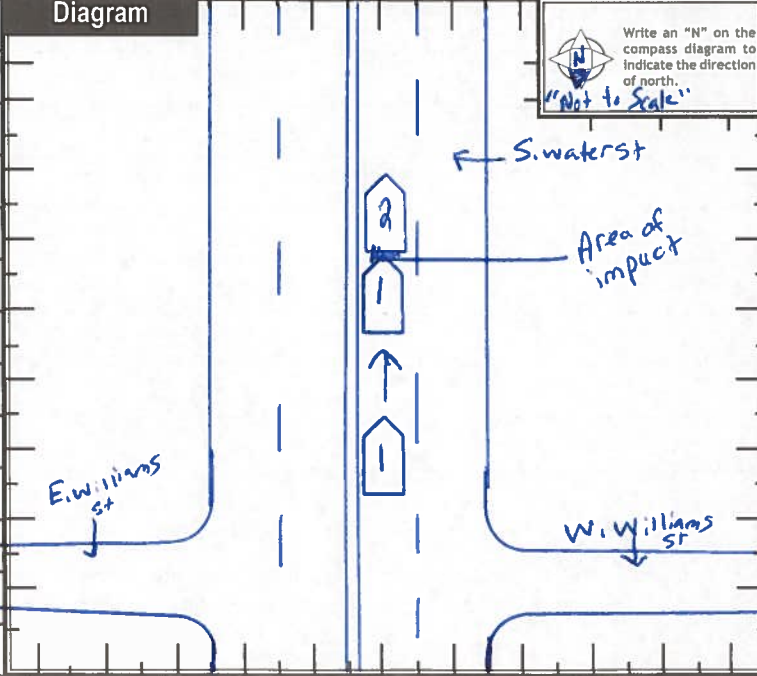 Diagram
Write an "N" on the
compass diagram to
indicate the direction
of north.
N
"Not to Scale"
S. water st
2
Area of
impact
1
1
E. williams
st
W. Williams
st